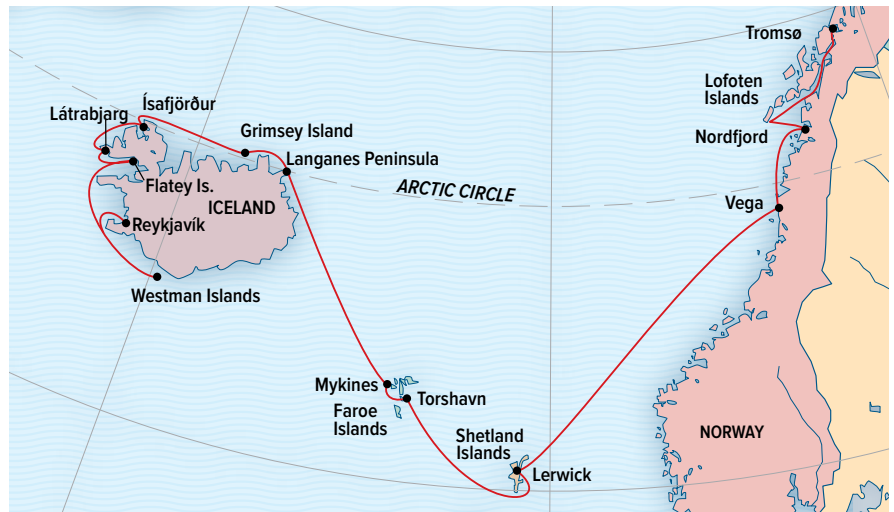 Tromsø
Lofoten
Islands
Nordfjord
Ísafjörður
Látrabjarg
Grimsey Island
Langanes Peninsula
Flatey Is.
ARCTIC CIRCLE
ICELAND
Vega
Reykjavík
Westman Islands
Mykines
Torshavn
Faroe
Islands
Shetland
Islands
NORWAY
Lerwick